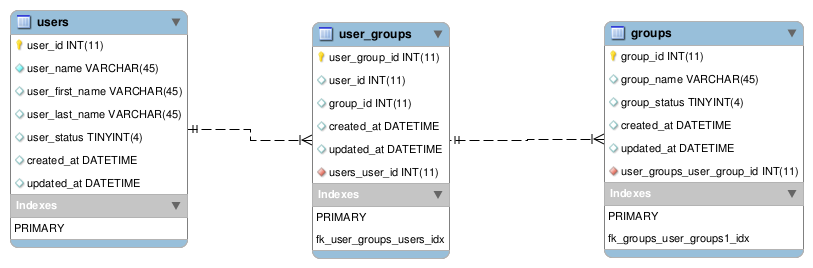 users
user_id INT(11)
user_name VARCHAR(45)
user_first_name VARCHAR(45)
user_last_name VARCHAR(45)
user_status TINYINT(4)
created_at DATETIME
updated_at DATETIME
Indexes
PRIMARY
user_groups
user_group_id INT(11)
user_id INT(11)
group_id INT(11)
created_at DATETIME
updated_at DATETIME
users_user_id INT(11)
Indexes
PRIMARY
fk_user_groups_users_idx
groups
group_id INT(11)
group_name VARCHAR(45)
group_status TINYINT(4)
created_at DATETIME
updated_at DATETIME
user_groups_user_group_id INT(11)
Indexes
PRIMARY
fk_groups_user_groups1_idx